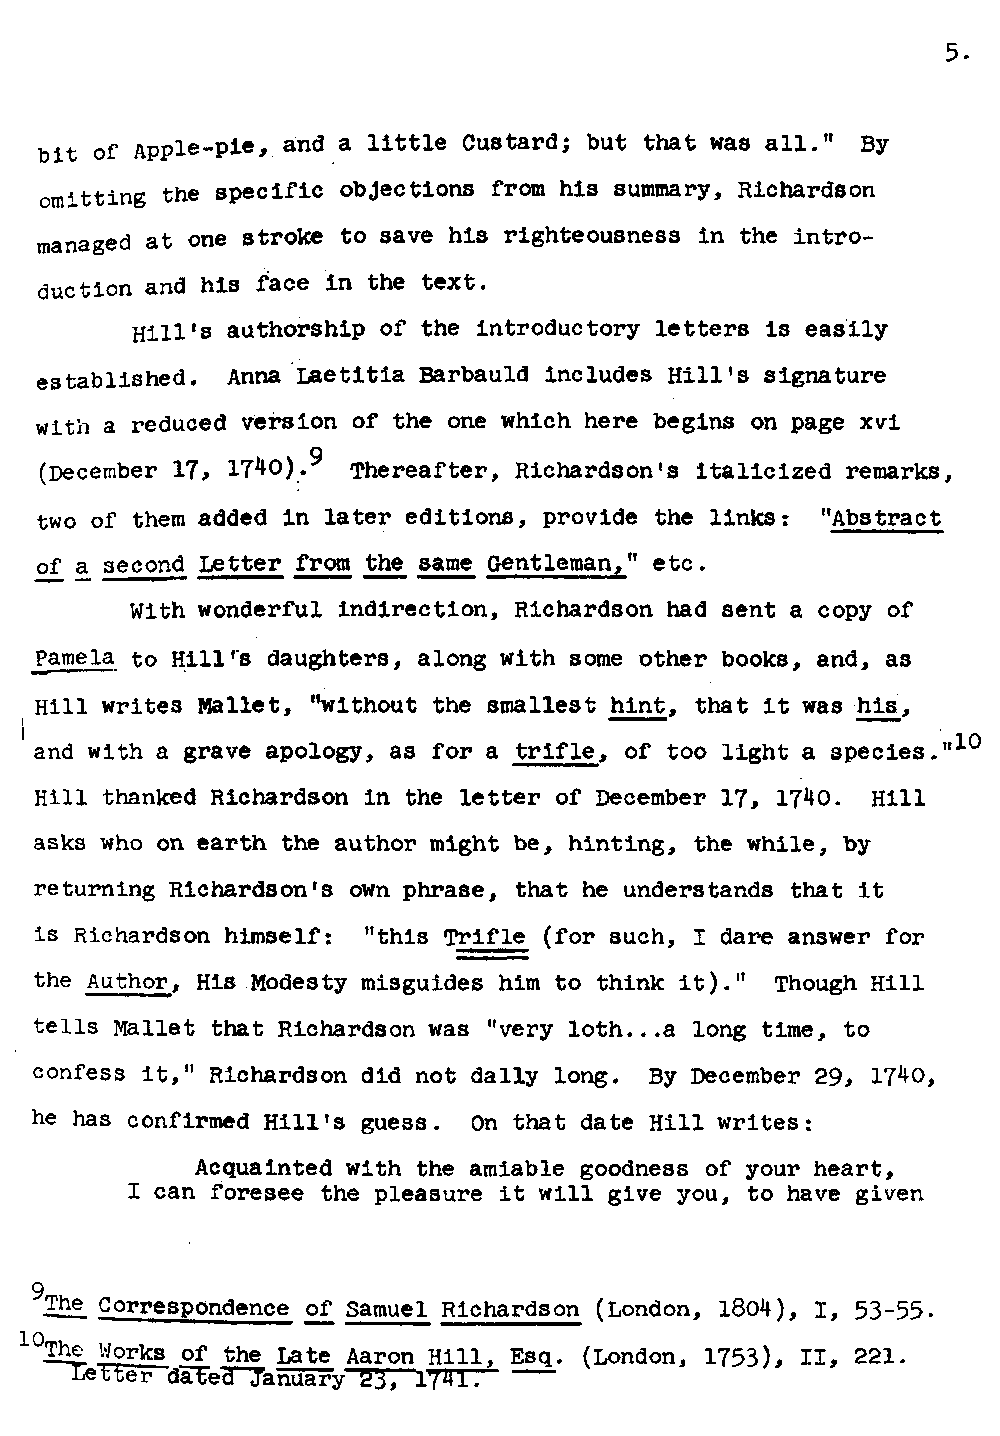 5.
bit of Apple-pie, and a little Custard; but that was all." By
omitting the specific objections from his summary, Richardson
managed at one stroke to save his righteousness in the intro-
duction and his face in the text.
Hill's authorship of the introductory letters is easily
established. Anna Laetitia Barbauld includes Hill's signature
with a reduced version of the one which here begins on page xvi
(December 17, 1740).9 Thereafter, Richardson's italicized remarks,
two of them added in later editions, provide the links: "Abstract
of a second Letter from the same Gentleman," etc.
With wonderful indirection, Richardson had sent a copy of
Pamela to Hill's daughters, along with some other books, and, as
Hill writes Mallet, "without the smallest hint, that it was his,
and with a grave apology, as for a trifle, of too light a species."10
Hill thanked Richardson in the letter of December 17, 1740. Hill
asks who on earth the author might be, hinting, the while, by
returning Richardson's own phrase, that he understands that it
is Richardson himself: "this Trifle (for such, I dare answer for
the Author, His Modesty misguides him to think it)." Though Hill
tells Mallet that Richardson was "very loth...a long time, to
confess it," Richardson did not dally long. By December 29, 1740,
he has confirmed Hill's guess. On that date Hill writes:
Acquainted with the amiable goodness of your heart,
I can foresee the pleasure it will give you, to have given
9The Correspondence of Samuel Richardson (London, 1804), I, 53-55.
10The Works of the Late Aaron Hill, Esq. (London, 1753), II, 221.
Letter dated January 23, 1741.